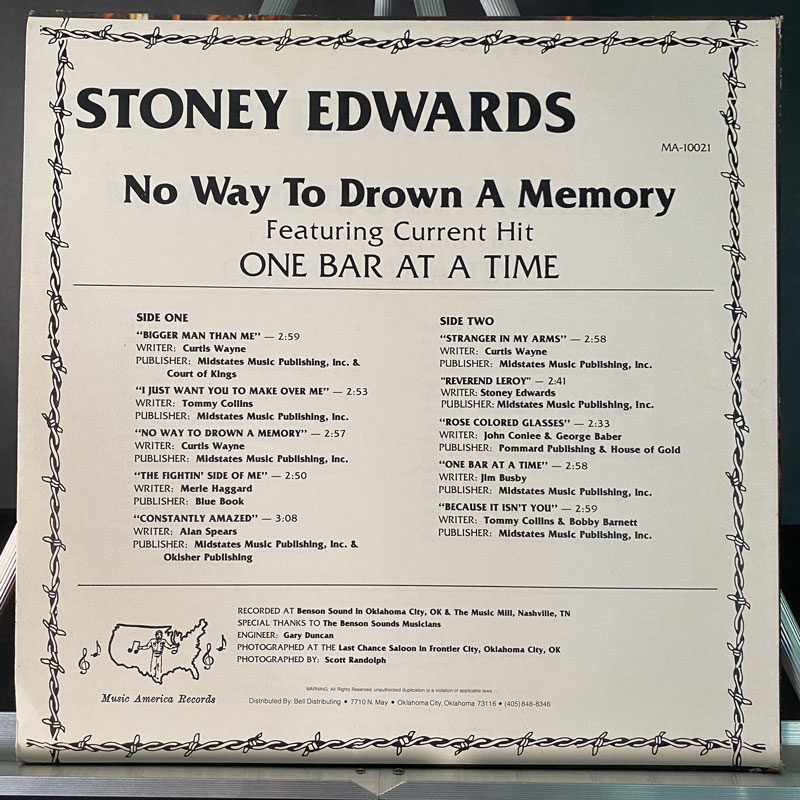 STONEY EDWARDS
MA-10021
No Way To Drown A Memory
Featuring Current Hit
ONE BAR AT A TIME
SIDE ONE
"BIGGER MAN THAN ME" — 2:59
WRITER: Curtis Wayne
PUBLISHER: Midstates Music Publishing, Inc. &
Court of Kings
"I JUST WANT YOU TO MAKE OVER ME" — 2:53
WRITER: Tommy Collins
PUBLISHER: Midstates Music Publishing, Inc.
"NO WAY TO DROWN A MEMORY" — 2:57
WRITER: Curtis Wayne
PUBLISHER: Midstates Music Publishing, Inc.
"THE FIGHTIN' SIDE OF ME" — 2:50
WRITER: Merle Haggard
PUBLISHER: Blue Book
"CONSTANTLY AMAZED" — 3:08
WRITER: Alan Spears
PUBLISHER: Midstates Music Publishing, Inc. &
Okisher Publishing
SIDE TWO
"STRANGER IN MY ARMS" — 2:58
WRITER: Curtis Wayne
PUBLISHER: Midstates Music Publishing, Inc.
"REVEREND LEROY" — 2:41
WRITER: Stoney Edwards
PUBLISHER: Midstates Music Publishing, Inc.
"ROSE COLORED GLASSES" — 2:33
WRITER: John Conlee & George Baber
PUBLISHER: Pommard Publishing & House of Gold
"ONE BAR AT A TIME" — 2:58
WRITER: Jim Busby
PUBLISHER: Midstates Music Publishing, Inc.
"BECAUSE IT ISN'T YOU" — 2:59
WRITER: Tommy Collins & Bobby Barnett
PUBLISHER: Midstates Music Publishing, Inc.
RECORDED AT Benson Sound in Oklahoma City, OK & The Music Mill, Nashville, TN
SPECIAL THANKS TO The Benson Sounds Musicians
ENGINEER: Gary Duncan
PHOTOGRAPHED AT THE Last Chance Saloon in Frontier City, Oklahoma City, OK
PHOTOGRAPHED BY: Scott Randolph
Music America Records
WARNING: All Rights Reserved, unauthorized duplication is a violation of applicable laws
Distributed By: Bell Distributing • 7710 N. May • Oklahoma City, Oklahoma 73116 • (405) 848-8346